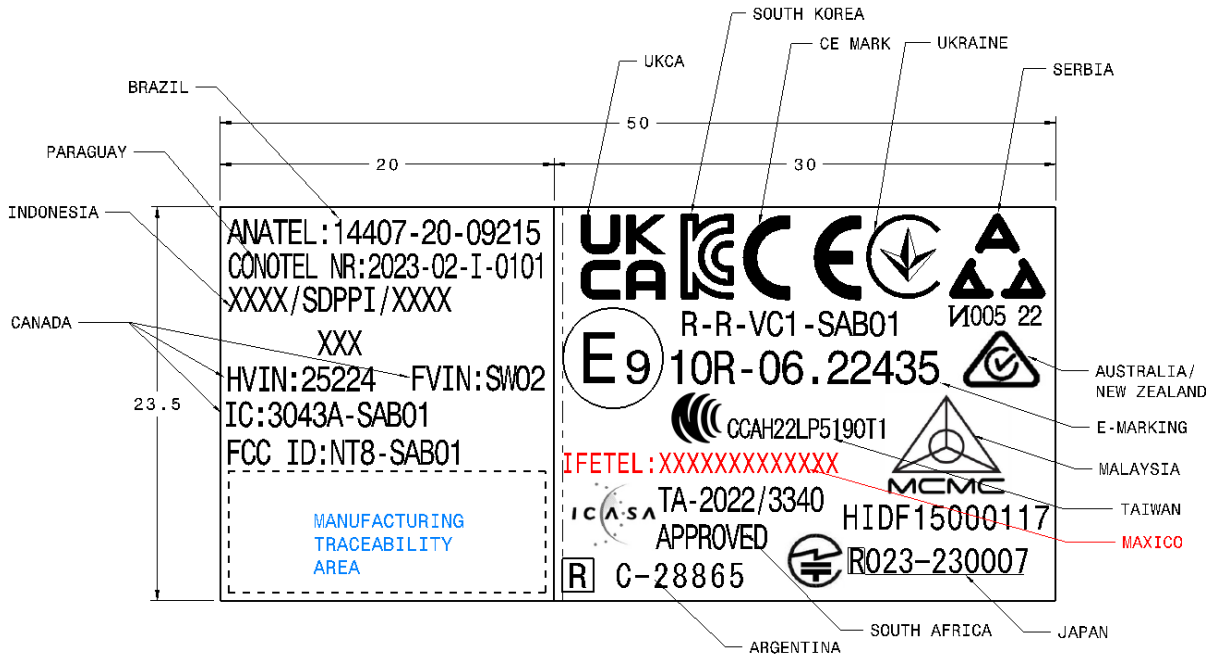 SOUTH KOREA
CE MARK
UKRAINE
UKCA
SERBIA
BRAZIL
50
PARAGUAY
20
30
INDONESIA
ANATEL:14407-20-09215
CONOTEL NR:2023-02-I-0101
XXXX/SDPPI/XXXX
CANADA
XXX
HVIN:25224 FVIN:SW02
23.5
IC:3043A-SAB01
FCC ID:NT8-SAB01
MANUFACTURING
TRACEABILITY
AREA
UK
CA
CE
A
AA
И005 22
R-R-VC1-SAB01
E9 10R-06.22435
AUSTRALIA/
NEW ZEALAND
E-MARKING
CCAH22LP5190T1
IFETEL:XXXXXXXXXXXXX
MCMC
MALAYSIA
ICASA
TA-2022/3340
APPROVED
HIDF15000117
TAIWAN
MAXICO
R C-28865
R023-230007
SOUTH AFRICA
JAPAN
ARGENTINA